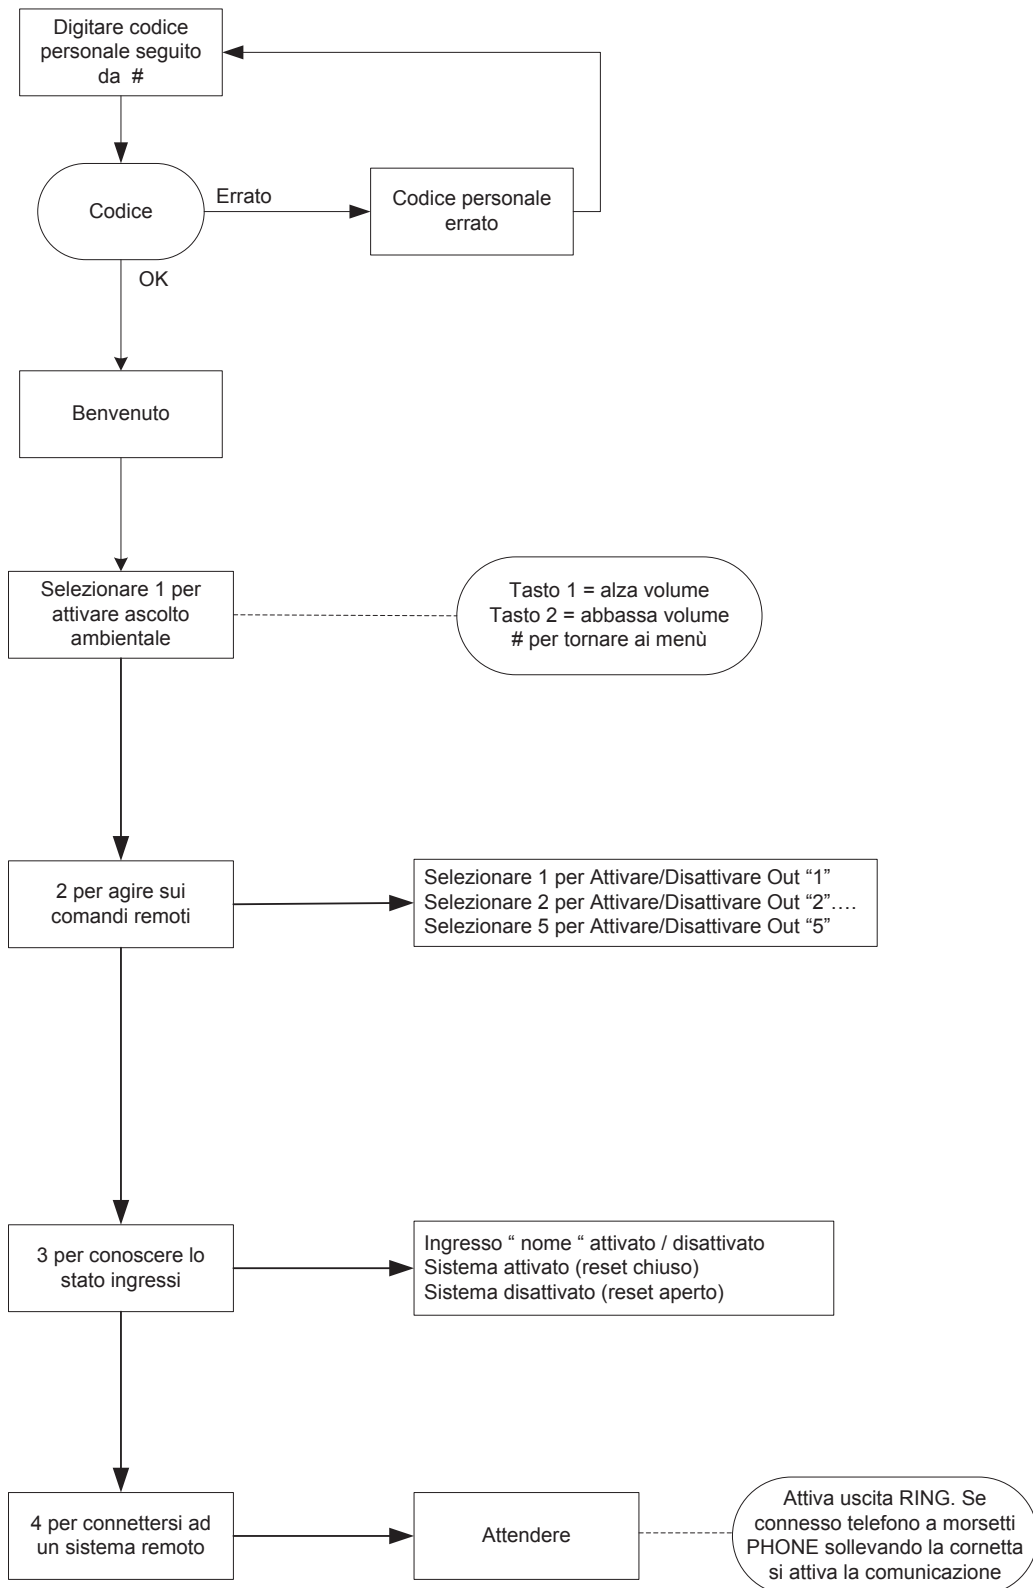 Digitare codice
personale seguito
da #
Codice
Errato
Codice personale
errato
OK
Benvenuto
Selezionare 1 per
attivare ascolto
ambientale
Tasto 1 = alza volume
Tasto 2 = abbassa volume
# per tornare ai menù
2 per agire sui
comandi remoti
Selezionare 1 per Attivare/Disattivare Out “1”
Selezionare 2 per Attivare/Disattivare Out “2”….
Selezionare 5 per Attivare/Disattivare Out “5”
3 per conoscere lo
stato ingressi
Ingresso “ nome “ attivato / disattivato
Sistema attivato (reset chiuso)
Sistema disattivato (reset aperto)
4 per connettersi ad
un sistema remoto
Attendere
Attiva uscita RING. Se
connesso telefono a morsetti
PHONE sollevando la cornetta
si attiva la comunicazione